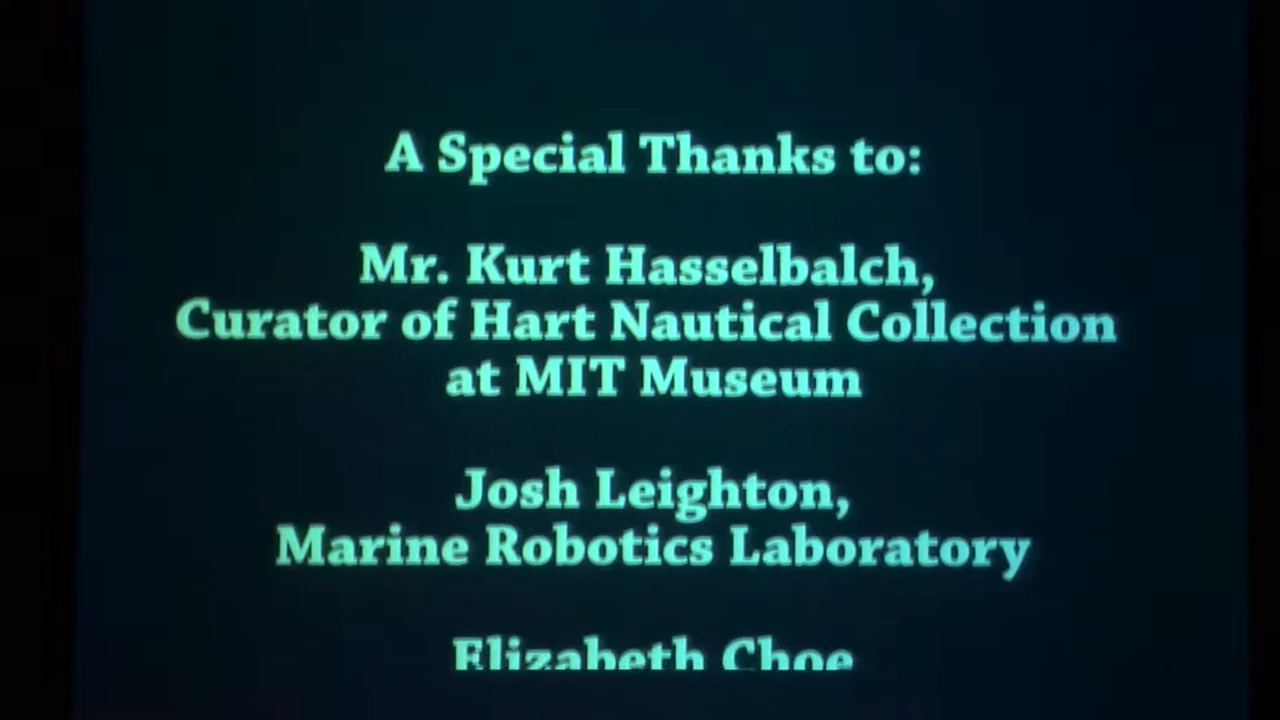 A Special Thanks to:
Mr. Kurt Hasselbalch,
Curator of Hart Nautical Collection
at MIT Museum
Josh Leighton,
Marine Robotics Laboratory
Elizabeth Choe